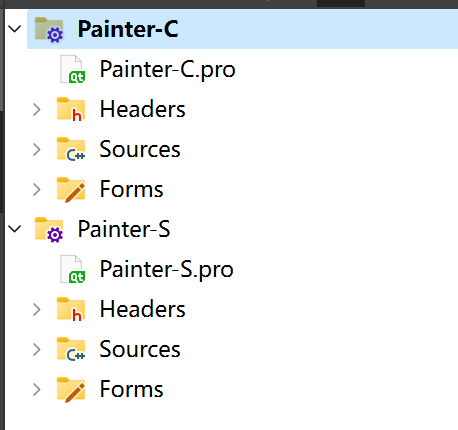 Painter-C
Painter-C.pro
Headers
Sources
Forms
Painter-S
Painter-S.pro
Headers
Sources
Forms